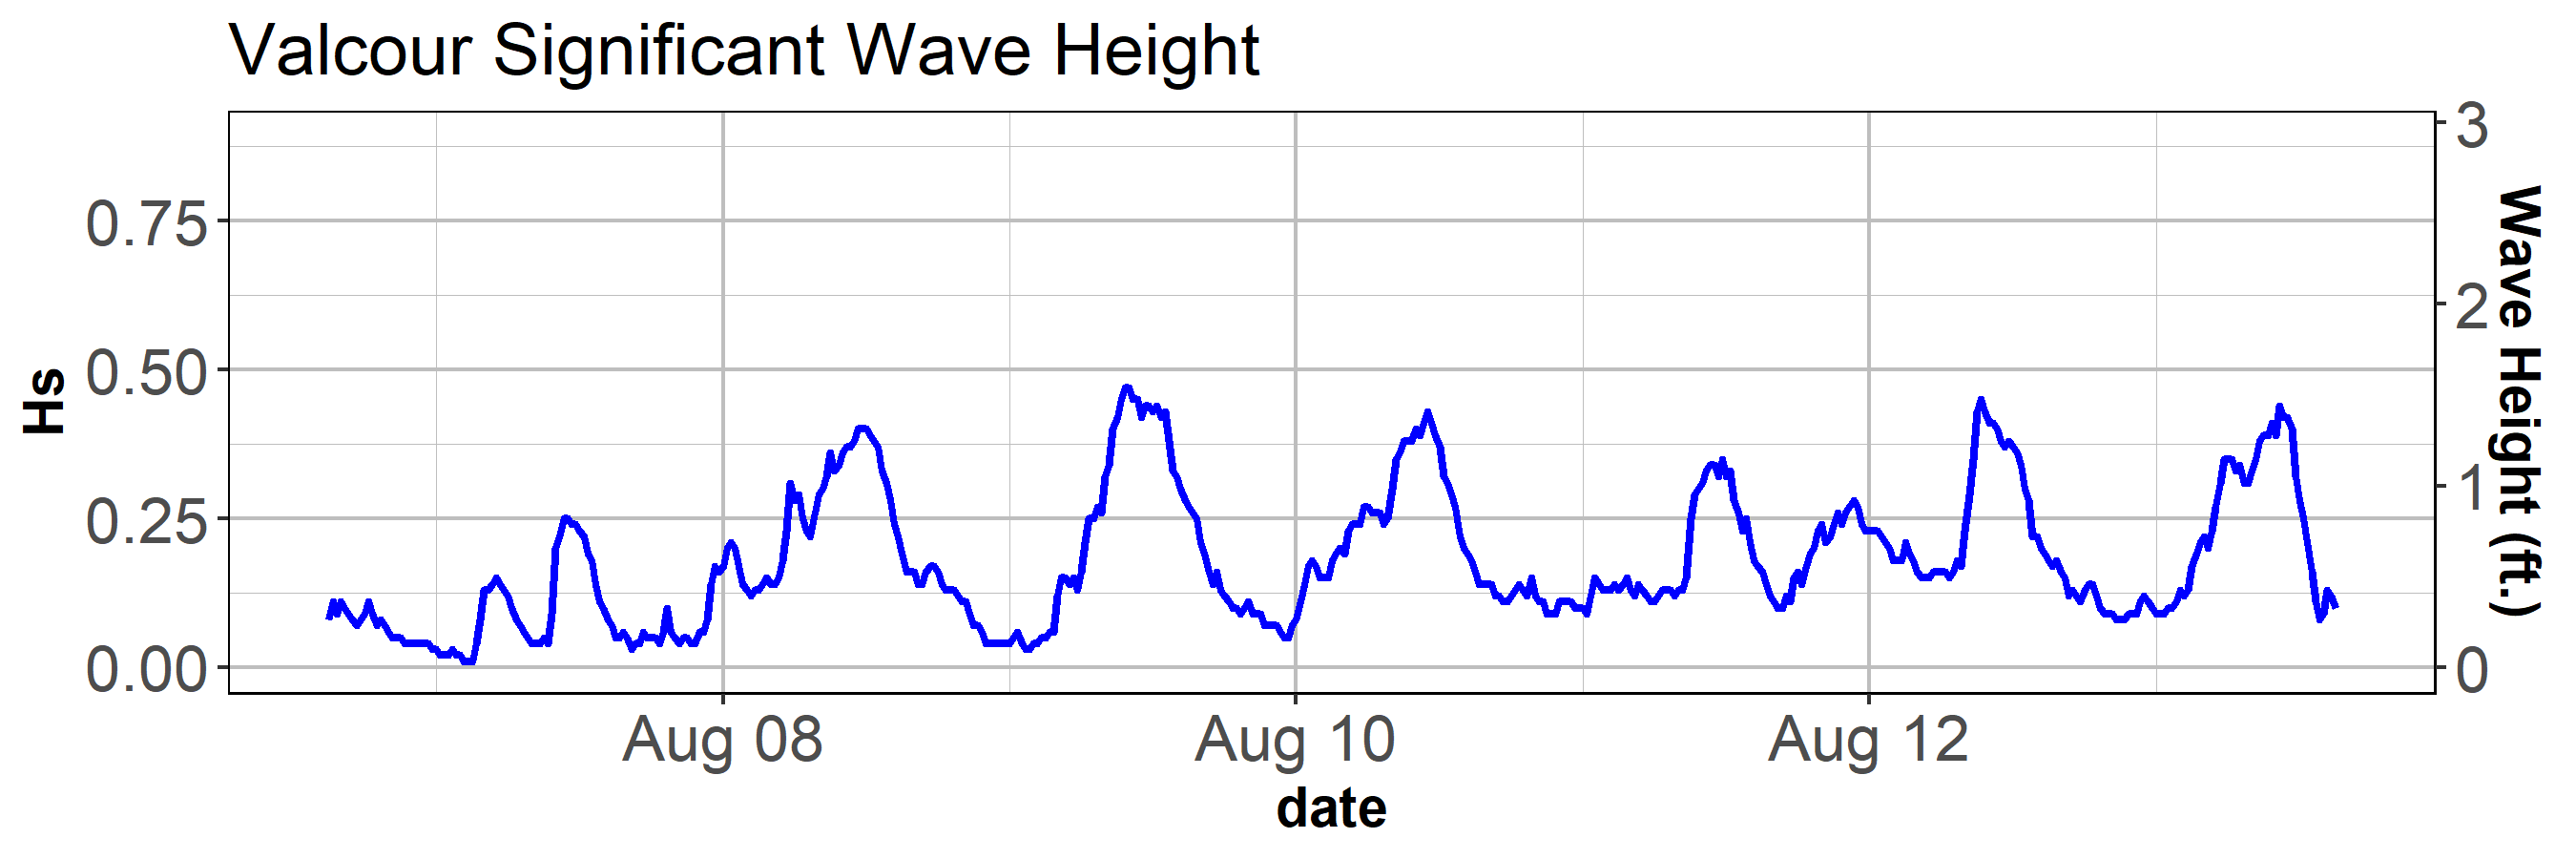 Valcour Significant Wave Height
Hs
0.75
0.50
0.25
0.00
3
2
1
0
Wave Height (ft.)
Aug 08 Aug 10 Aug 12
date